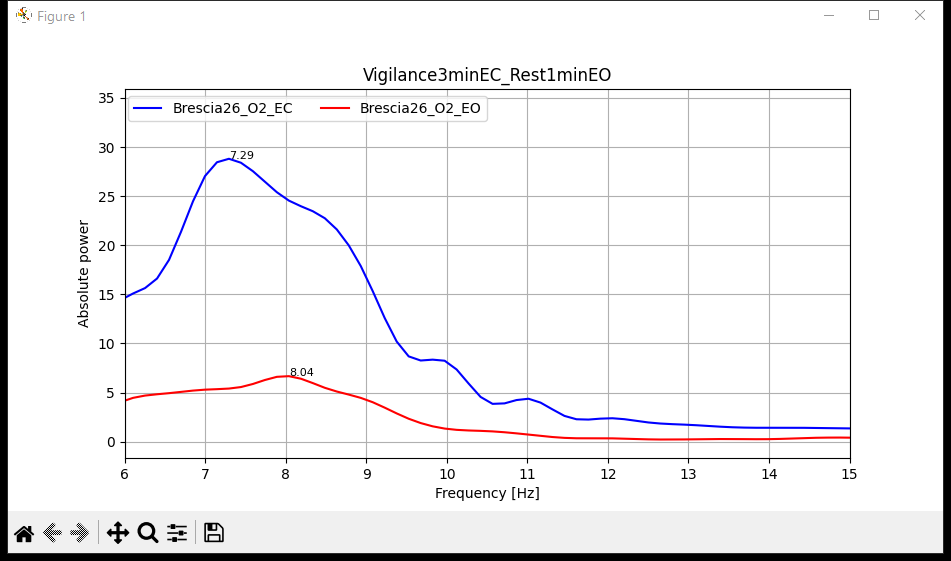 Figure 1
Vigilance3minEC_Rest1minEO
Brescia26_O2_EC Brescia26_O2_EO
35
30
25
20
15
10
5
0
Absolute power
7.29
8.04
6 7 8 9 10 11 12 13 14 15
Frequency [Hz]